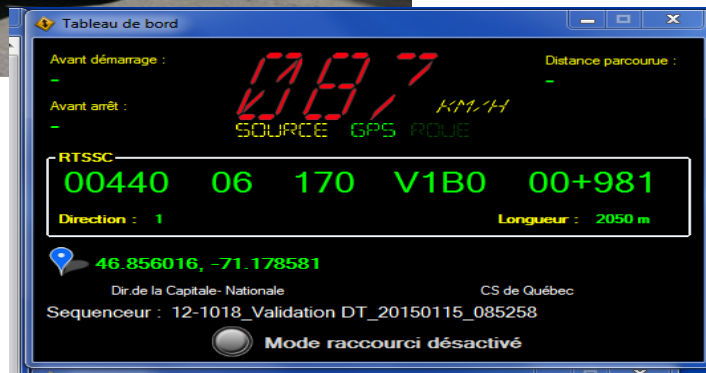 Tableau de bord
Avant démarrage :
-
087 KM/H
Distance parcourue :
-
Avant arrêt :
-
SOURCE GPS ROUE
RTSSC
00440 06 170 V1B0 00+981
Direction : 1 Longueur : 2050 m
46.856016, -71.178581
Dir.de la Capitale- Nationale CS de Québec
Sequenceur : 12-1018_Validation DT_20150115_085258
Mode raccourci désactivé